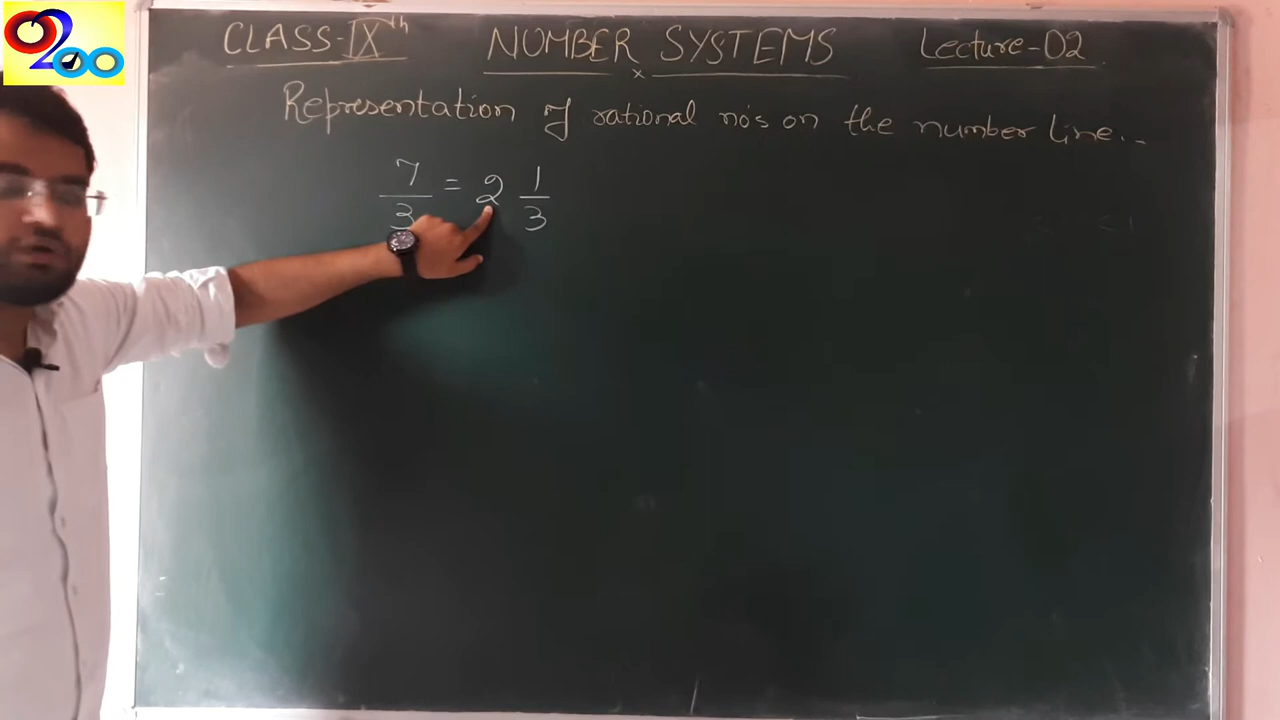 0200
CLASS-IXth NUMBER SYSTEMS Lecture-02
x
Representation of rational no's on the number line..
7/3 = 2 1/3